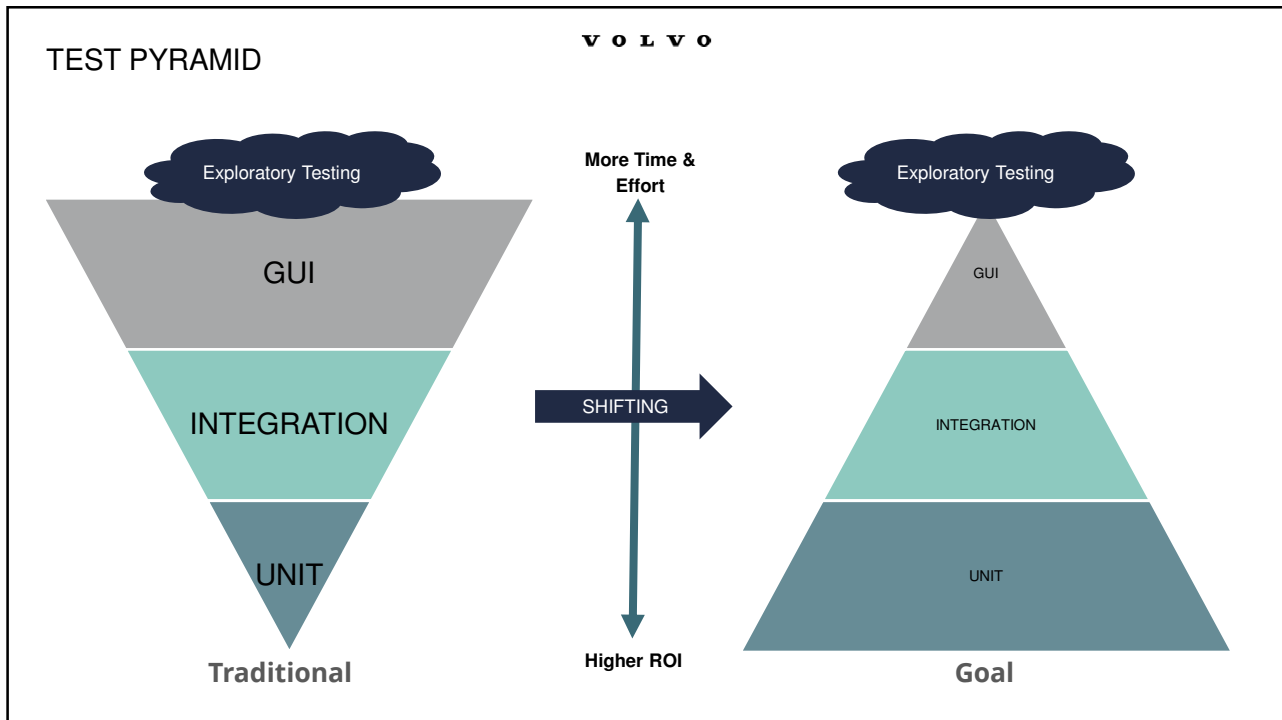 VOLVO
TEST PYRAMID
Exploratory Testing
GUI
INTEGRATION
UNIT
Traditional
More Time &
Effort
SHIFTING
Higher ROI
Exploratory Testing
GUI
INTEGRATION
UNIT
Goal